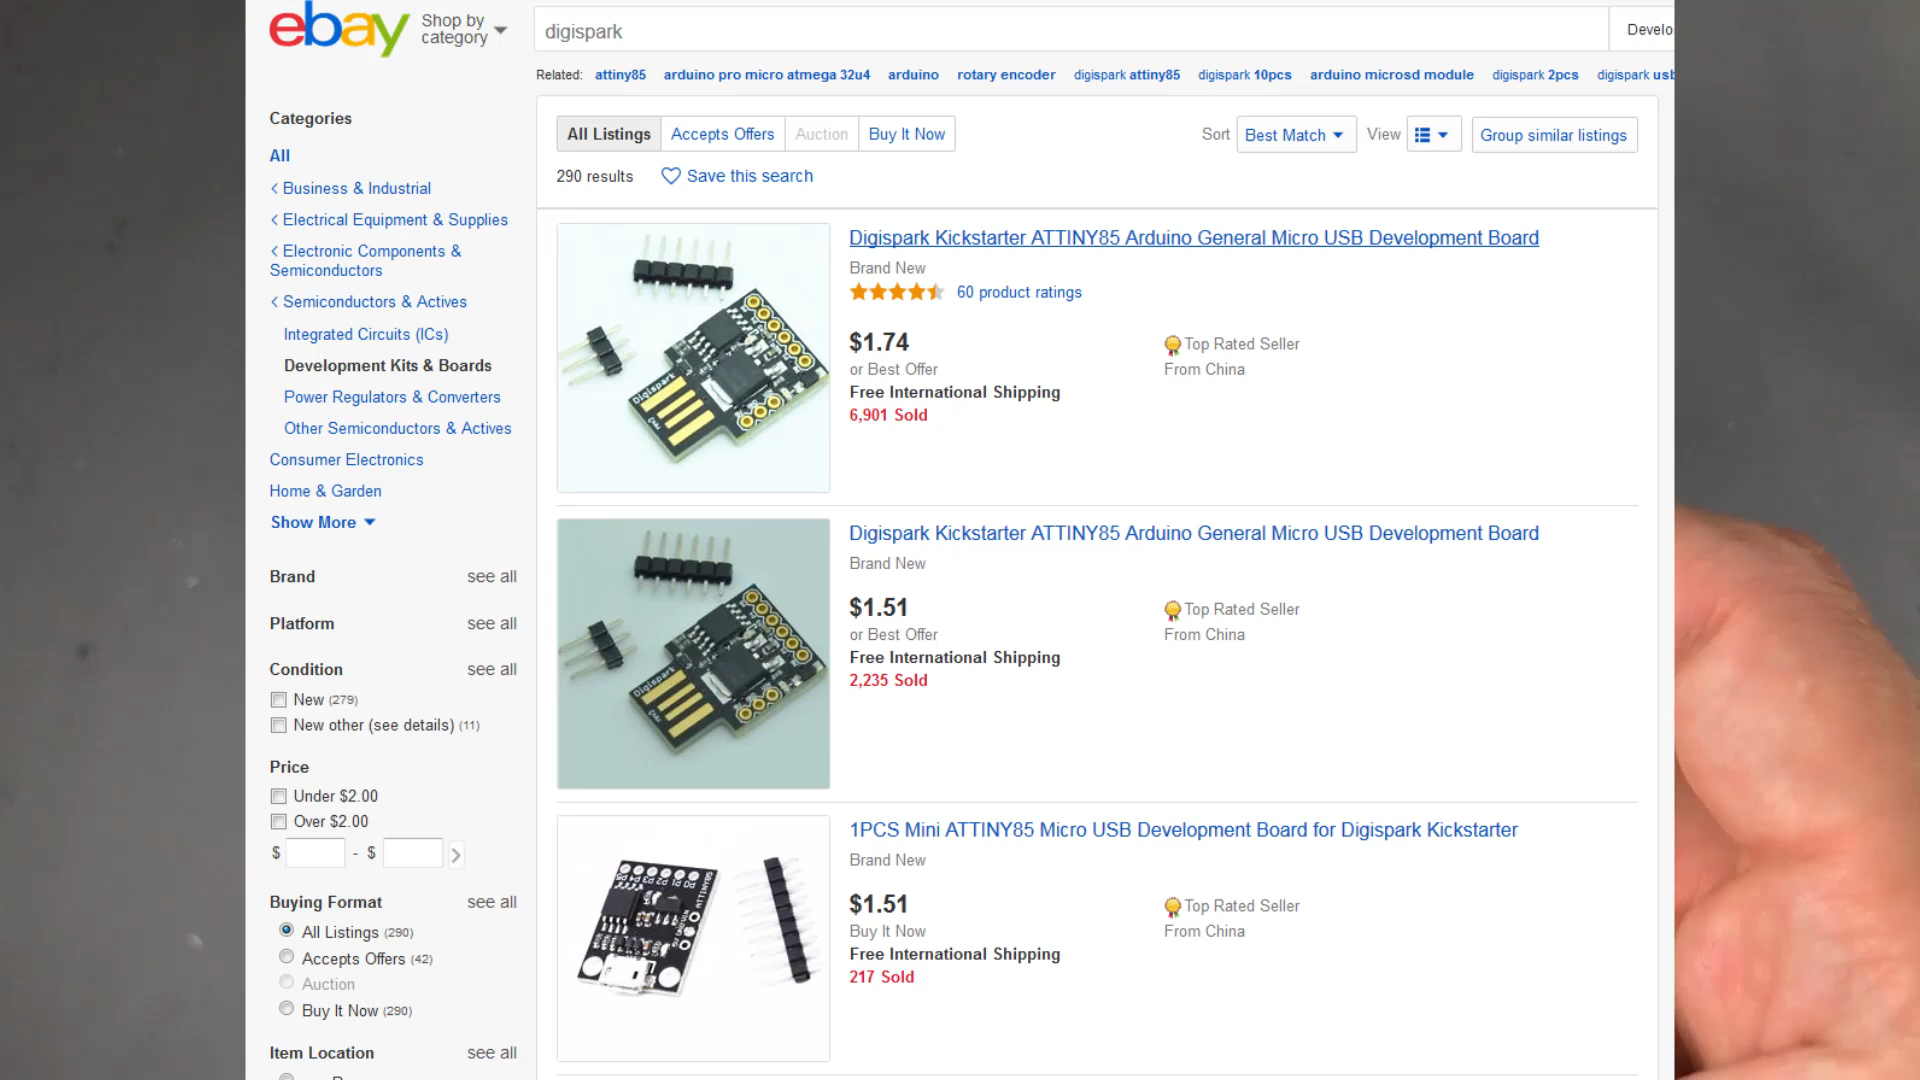 ebay
Shop by
category
digispark
Develo
Related: attiny85 arduino pro micro atmega 32u4 arduino rotary encoder digispark attiny85 digispark 10pcs arduino microsd module digispark 2pcs digispark usb
Categories
All
Business & Industrial
Electrical Equipment & Supplies
Electronic Components &
Semiconductors
Semiconductors & Actives
Integrated Circuits (ICs)
Development Kits & Boards
Power Regulators & Converters
Other Semiconductors & Actives
Consumer Electronics
Home & Garden
Show More
Brand see all
Platform see all
Condition see all
New (279)
New other (see details) (11)
Price
Under $2.00
Over $2.00
$ - $
Buying Format see all
All Listings (290)
Accepts Offers (42)
Auction
Buy It Now (290)
Item Location see all
All Listings Accepts Offers Auction Buy It Now
Sort Best Match View Group similar listings
290 results Save this search
Digispark
Digispark Kickstarter ATTINY85 Arduino General Micro USB Development Board
Brand New
60 product ratings
$1.74
or Best Offer
Free International Shipping
6,901 Sold
Top Rated Seller
From China
Digispark
Digispark Kickstarter ATTINY85 Arduino General Micro USB Development Board
Brand New
$1.51
or Best Offer
Free International Shipping
2,235 Sold
Top Rated Seller
From China
P5 P4 P3 P2 P1 P0
1PCS Mini ATTINY85 Micro USB Development Board for Digispark Kickstarter
Brand New
$1.51
Buy It Now
Free International Shipping
217 Sold
Top Rated Seller
From China